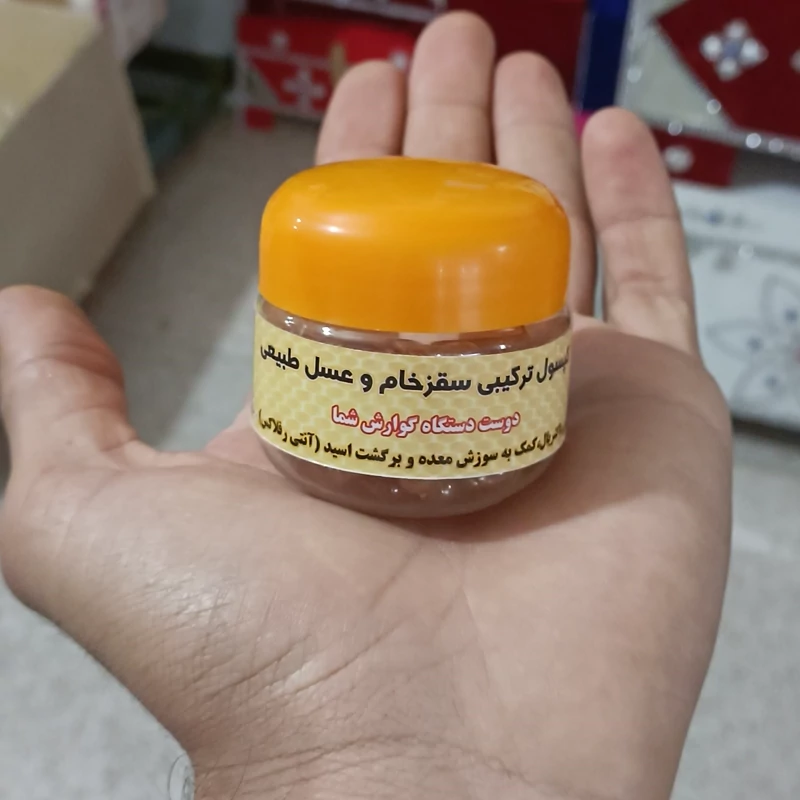 کپسول ترکیبی سقزخام و عسل طبیعی
دوست دستگاه گوارش شما
کمک به سوزش معده و برگشت اسید (آنتی رفلاکس)